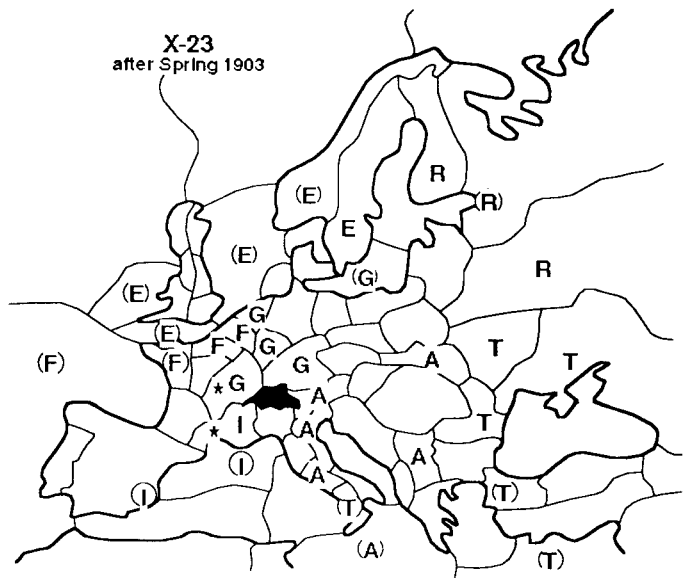 X-23
after Spring 1903
R
(E) (R)
E
(E)
(G) R
(E)
G
(E) F
F G T
(F) (F) G A T
* G
A
* I A T
A
I
A
I (T)
(T)
(A)
(T)